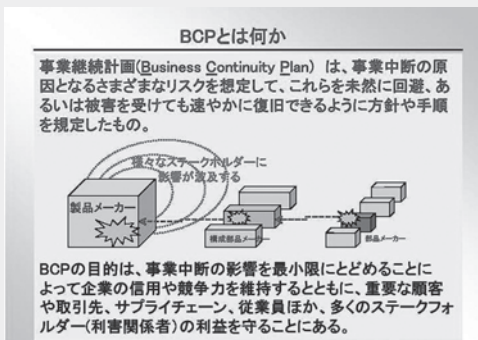 BCPとは何か
事業継続計画(Business Continuity Plan) は、事業中断の原
因となるさまざまなリスクを想定して、これらを未然に回避、あ
るいは被害を受けても速やかに復旧できるように方針や手順
を規定したもの。
様々なステークホルダーに
影響が波及する
製品メーカー
構成部品メーカー
部品メーカー
BCPの目的は、事業中断の影響を最小限にとどめることに
よって企業の信用や競争力を維持するとともに、重要な顧客
や取引先、サプライチェーン、従業員ほか、多くのステークフォ
ルダー(利害関係者)の利益を守ることにある。